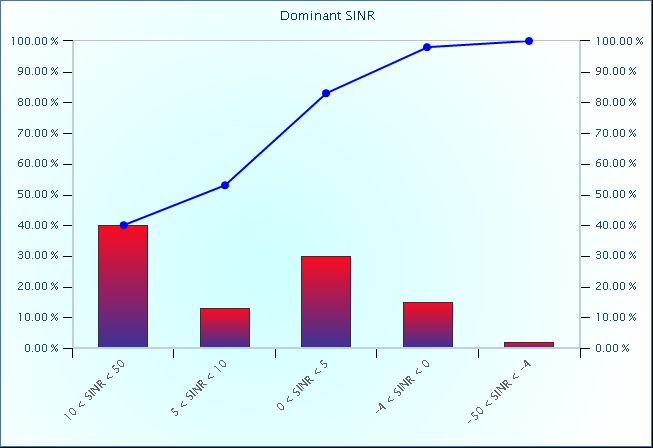 Dominant SINR
100.00 % 100.00 %
90.00 % 90.00 %
80.00 % 80.00 %
70.00 % 70.00 %
60.00 % 60.00 %
50.00 % 50.00 %
40.00 % 40.00 %
30.00 % 30.00 %
20.00 % 20.00 %
10.00 % 10.00 %
0.00 % 0.00 %
10 < SINR < 50
5 < SINR < 10
0 < SINR < 5
-4 < SINR < 0
-50 < SINR < -4